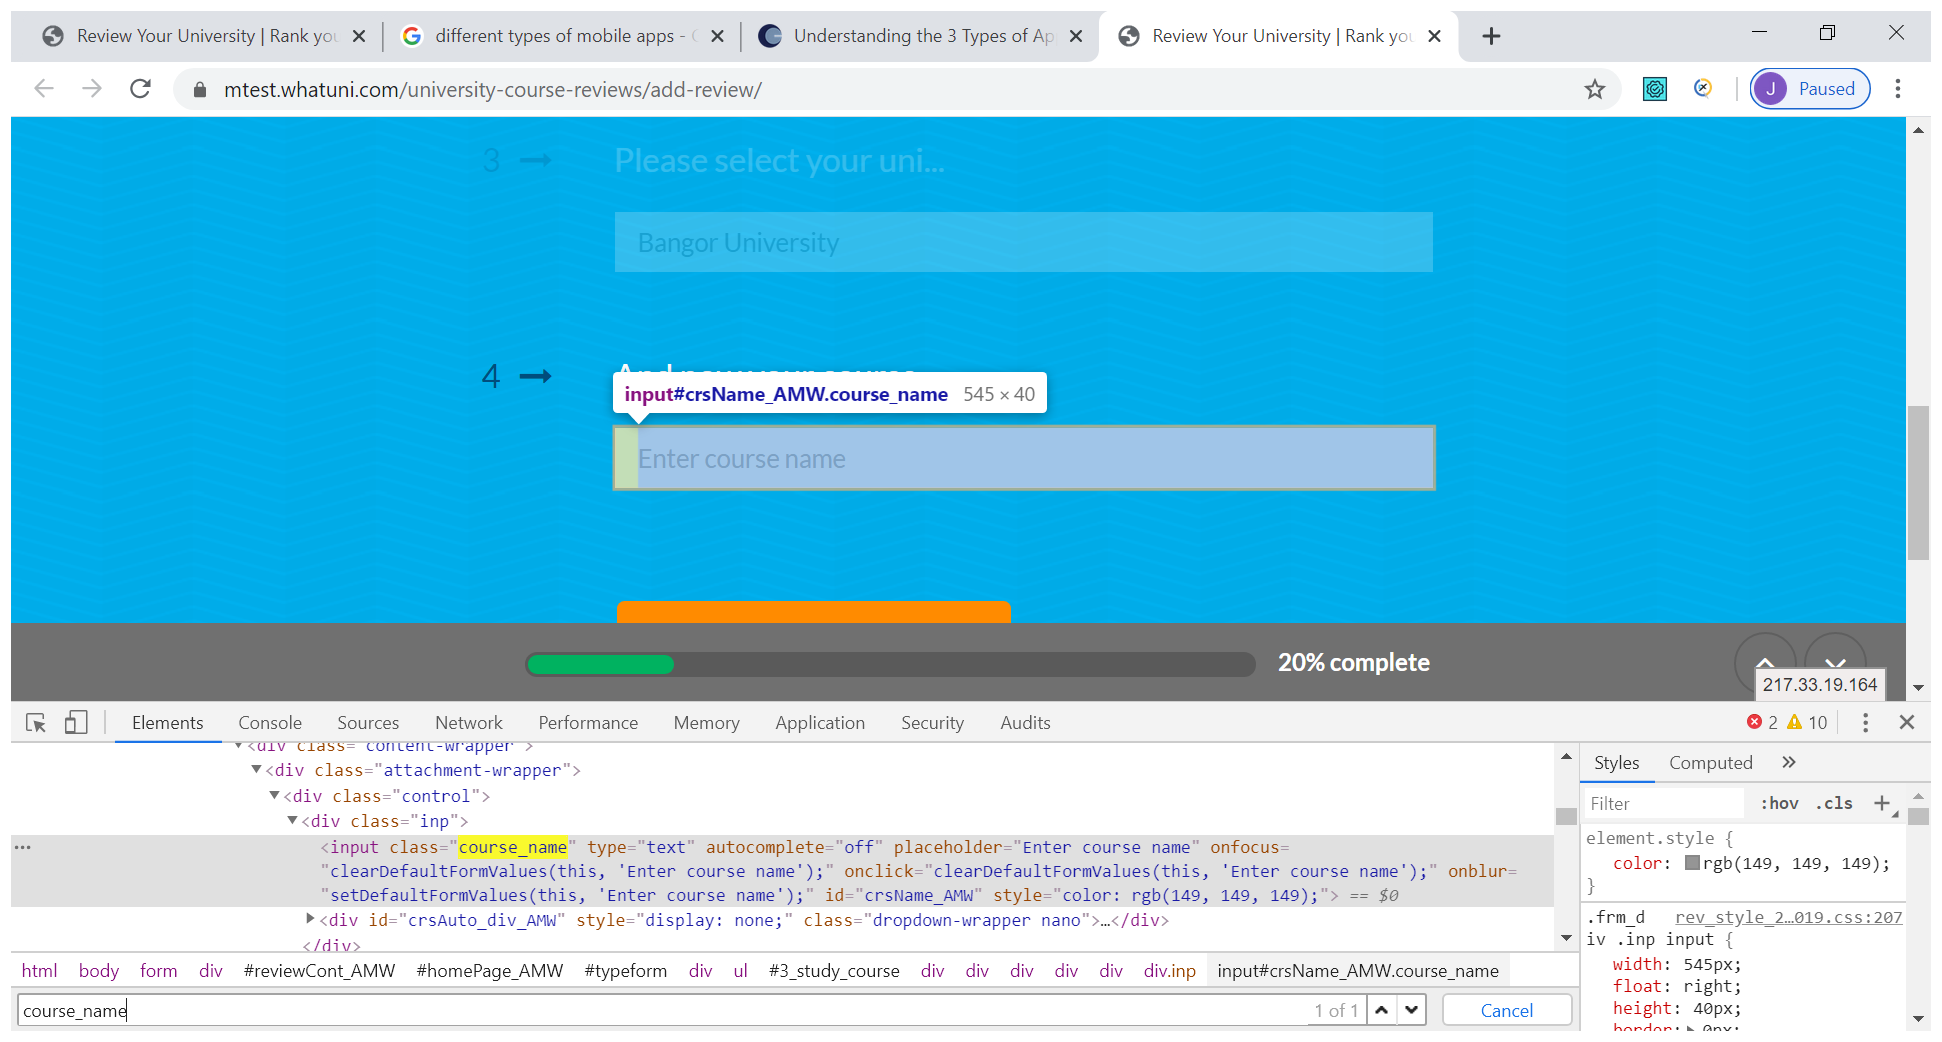 Review Your University | Rank you
different types of mobile apps - G
Understanding the 3 Types of Ap
Review Your University | Rank you
mtest.whatuni.com/university-course-reviews/add-review/
J Paused
3 Please select your uni...
Bangor University
4 And now your course
input#crsName_AMW.course_name 545 × 40
Enter course name
20% complete
217.33.19.164
Elements Console Sources Network Performance Memory Application Security Audits 2 10
▼<div class="content-wrapper">
▼<div class="attachment-wrapper">
▼<div class="control">
▼<div class="inp">
… <input class="course_name" type="text" autocomplete="off" placeholder="Enter course name" onfocus=
"clearDefaultFormValues(this, 'Enter course name');" onclick="clearDefaultFormValues(this, 'Enter course name');" onblur=
"setDefaultFormValues(this, 'Enter course name');" id="crsName_AMW" style="color: rgb(149, 149, 149);"> == $0
▶<div id="crsAuto_div_AMW" style="display: none;" class="dropdown-wrapper nano">…</div>
</div>
html body form div #reviewCont_AMW #homePage_AMW #typeform div ul #3_study_course div div div div div div.inp input#crsName_AMW.course_name
course_name 1 of 1 Cancel
Styles Computed »
Filter :hov .cls +
element.style {
color: rgb(149, 149, 149);
}
.frm_d rev_style_2…019.css:207
iv .inp input {
width: 545px;
float: right;
height: 40px;
border:▶ 0px;